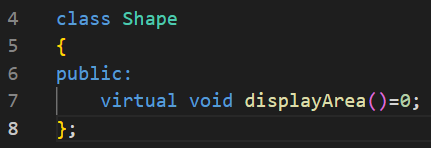 4 class Shape
5 {
6 public:
7     virtual void displayArea()=0;
8 };